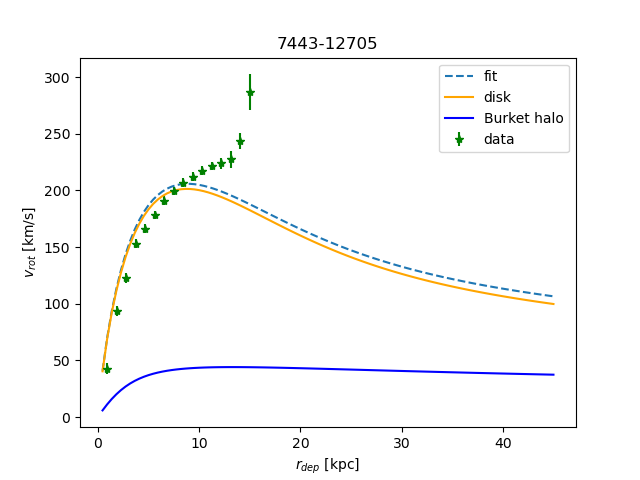 7443-12705
fit
disk
Burket halo
data
300
250
200
150
100
50
0
v_rot [km/s]
0 10 20 30 40
r_dep [kpc]